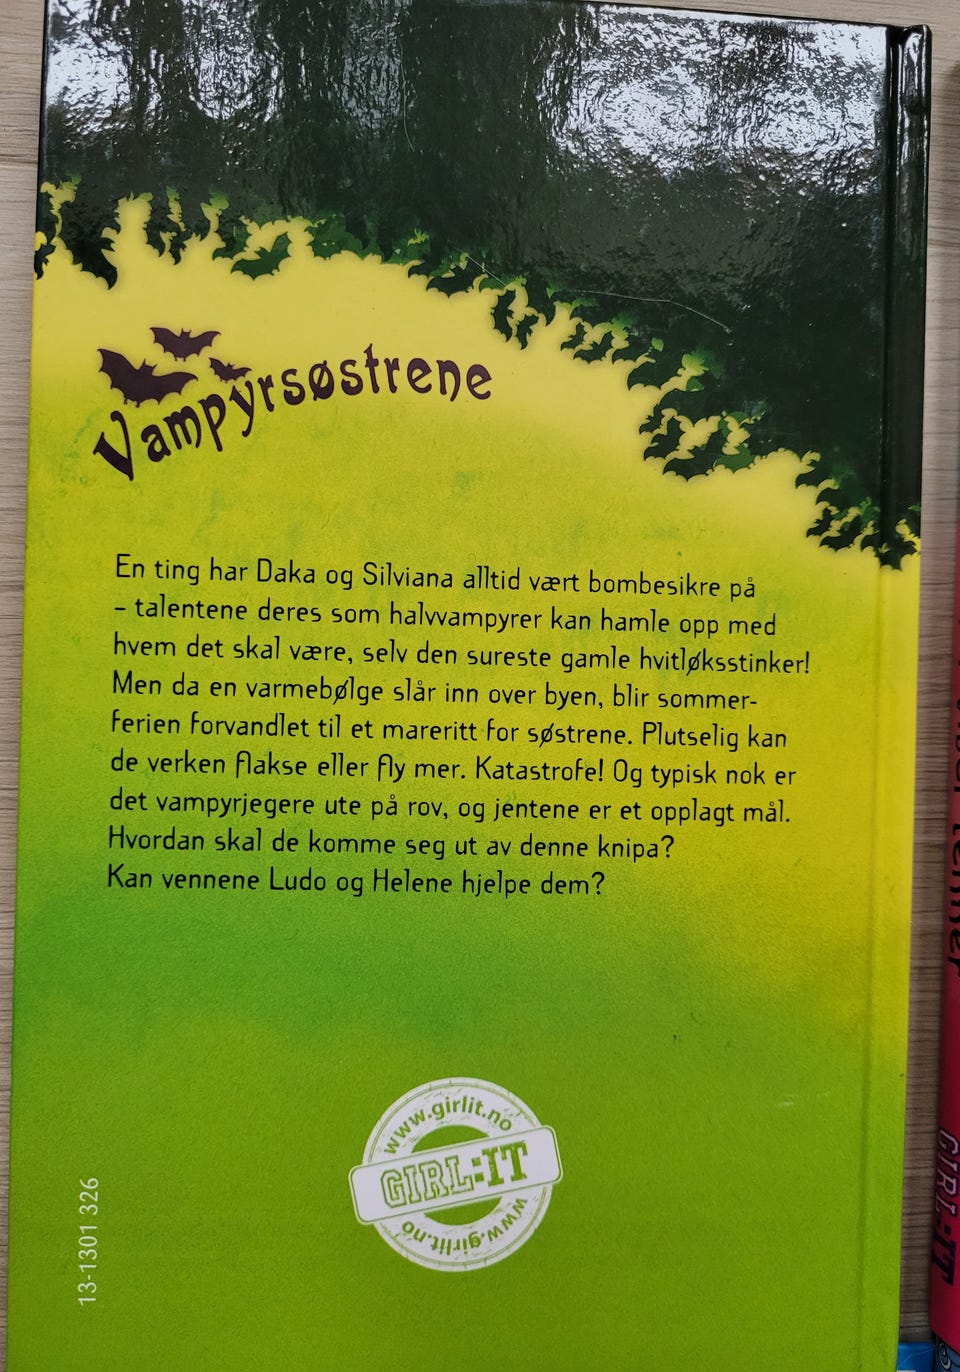 Vampyrsøstrene
En ting har Daka og Silviana alltid vært bombesikre på
– talentene deres som halvvampyrer kan hamle opp med
hvem det skal være, selv den sureste gamle hvitløksstinker!
Men da en varmebølge slår inn over byen, blir sommer-
ferien forvandlet til et mareritt for søstrene. Plutselig kan
de verken flakse eller fly mer. Katastrofe! Og typisk nok er
det vampyrjegere ute på rov, og jentene er et opplagt mål.
Hvordan skal de komme seg ut av denne knipa?
Kan vennene Ludo og Helene hjelpe dem?
www.girlit.no
GIRL:IT
www.girlit.no
13-1301 326
GIRL:IT